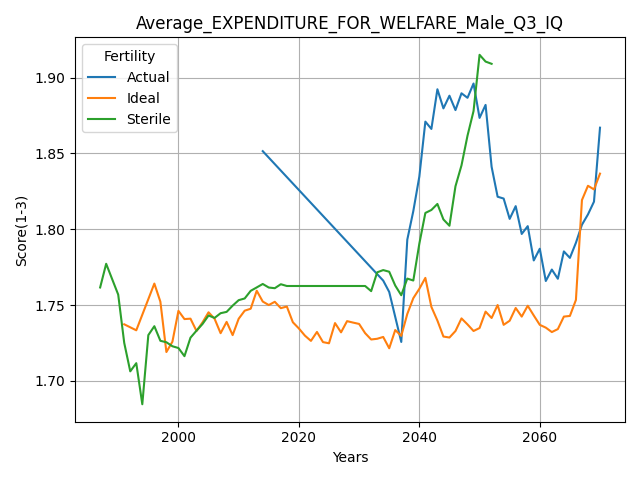 Average_EXPENDITURE_FOR_WELFARE_Male_Q3_IQ
Fertility
Actual
Ideal
Sterile
1.90
1.85
1.80
1.75
1.70
Score(1-3)
2000
2020
2040
2060
Years